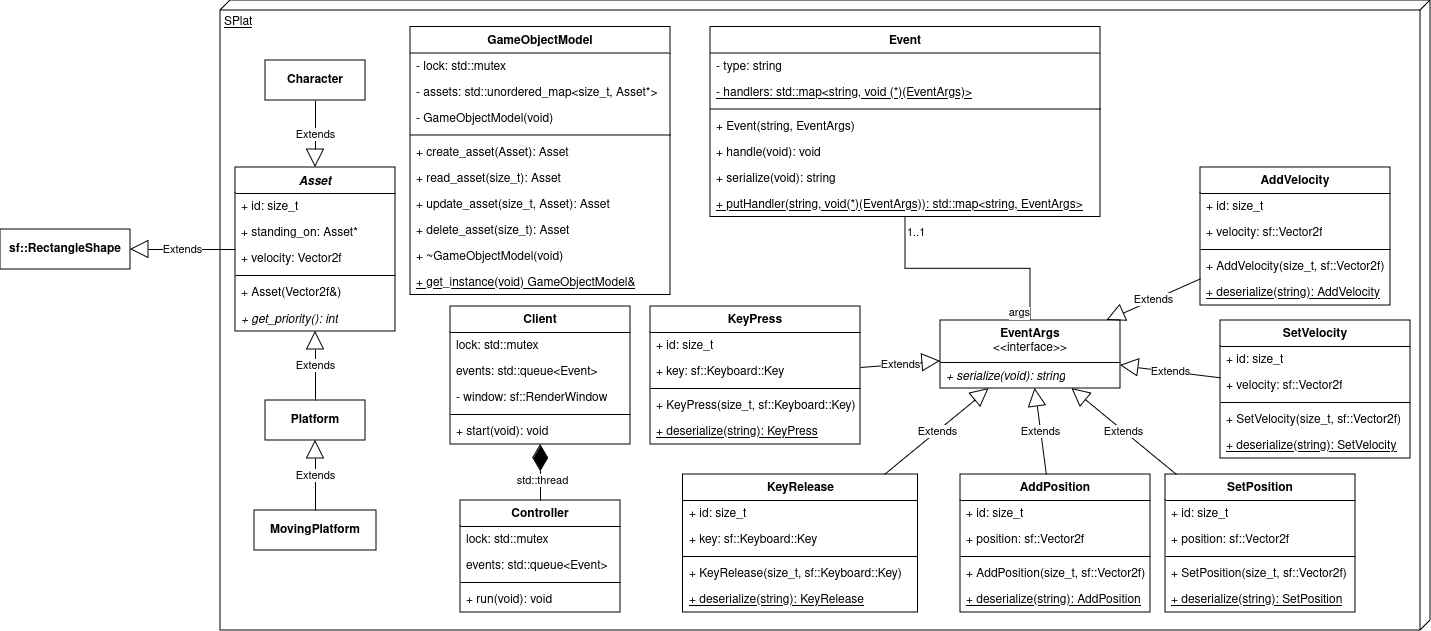 SPlat
Character
Extends
Asset
+ id: size_t
+ standing_on: Asset*
+ velocity: Vector2f
+ Asset(Vector2f&)
+ get_priority(): int
sf::RectangleShape
Extends
Extends
Platform
Extends
MovingPlatform
GameObjectModel
- lock: std::mutex
- assets: std::unordered_map<size_t, Asset*>
- GameObjectModel(void)
+ create_asset(Asset): Asset
+ read_asset(size_t): Asset
+ update_asset(size_t, Asset): Asset
+ delete_asset(size_t): Asset
+ ~GameObjectModel(void)
+ get_instance(void) GameObjectModel&
Client
lock: std::mutex
events: std::queue<Event>
- window: sf::RenderWindow
+ start(void): void
std::thread
Controller
lock: std::mutex
events: std::queue<Event>
+ run(void): void
Event
- type: string
- handlers: std::map<string, void (*)(EventArgs)>
+ Event(string, EventArgs)
+ handle(void): void
+ serialize(void): string
+ putHandler(string, void(*)(EventArgs)): std::map<string, EventArgs>
1..1
args
EventArgs
<<interface>>
+ serialize(void): string
KeyPress
+ id: size_t
+ key: sf::Keyboard::Key
+ KeyPress(size_t, sf::Keyboard::Key)
+ deserialize(string): KeyPress
Extends
AddVelocity
+ id: size_t
+ velocity: sf::Vector2f
+ AddVelocity(size_t, sf::Vector2f)
+ deserialize(string): AddVelocity
Extends
SetVelocity
+ id: size_t
+ velocity: sf::Vector2f
+ SetVelocity(size_t, sf::Vector2f)
+ deserialize(string): SetVelocity
Extends
Extends
Extends
Extends
KeyRelease
+ id: size_t
+ key: sf::Keyboard::Key
+ KeyRelease(size_t, sf::Keyboard::Key)
+ deserialize(string): KeyRelease
AddPosition
+ id: size_t
+ position: sf::Vector2f
+ AddPosition(size_t, sf::Vector2f)
+ deserialize(string): AddPosition
SetPosition
+ id: size_t
+ position: sf::Vector2f
+ SetPosition(size_t, sf::Vector2f)
+ deserialize(string): SetPosition